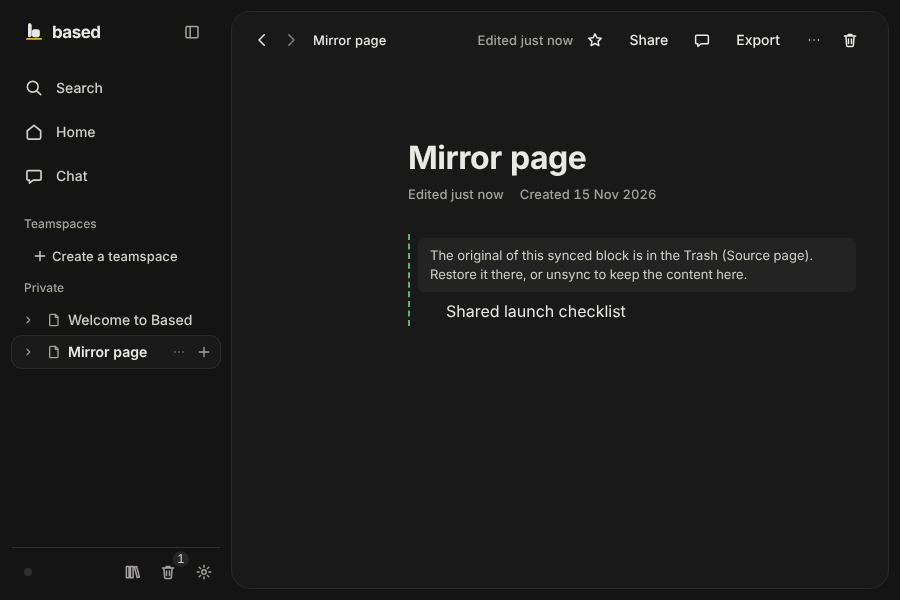 based
Search
Home
Chat
Teamspaces
+ Create a teamspace
Private
Welcome to Based
Mirror page
1
Mirror page
Edited just now
Share
Export
Mirror page
Edited just now Created 15 Nov 2026
The original of this synced block is in the Trash (Source page).
Restore it there, or unsync to keep the content here.
Shared launch checklist